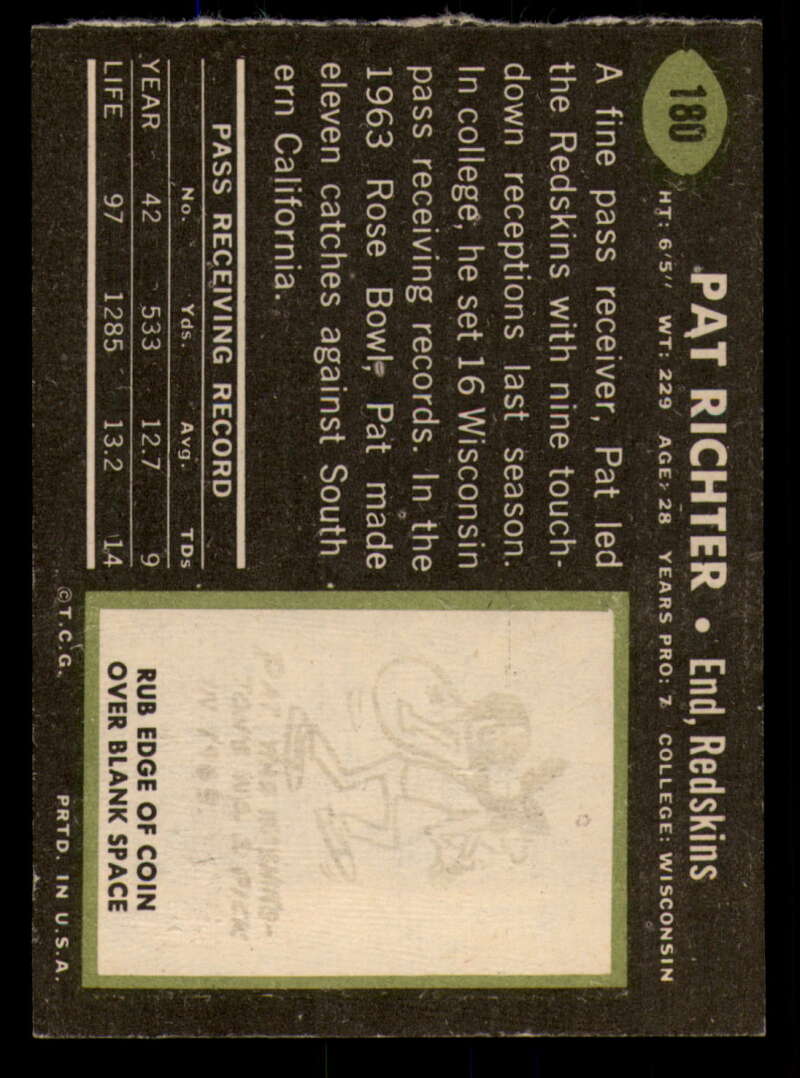 180
PAT RICHTER • End, Redskins
HT: 6'5" WT: 229 AGE: 28 YEARS PRO: 7 COLLEGE: WISCONSIN
A fine pass receiver, Pat led
the Redskins with nine touch-
down receptions last season.
In college, he set 16 Wisconsin
pass receiving records. In the
1963 Rose Bowl, Pat made
eleven catches against South
ern California.
PASS RECEIVING RECORD
No. Yds. Avg. TDs
YEAR 42 533 12.7 9
LIFE 97 1285 13.2 14
PAT WAS
RUB EDGE OF COIN
OVER BLANK SPACE
©T.C.G. PRTD. IN U.S.A.